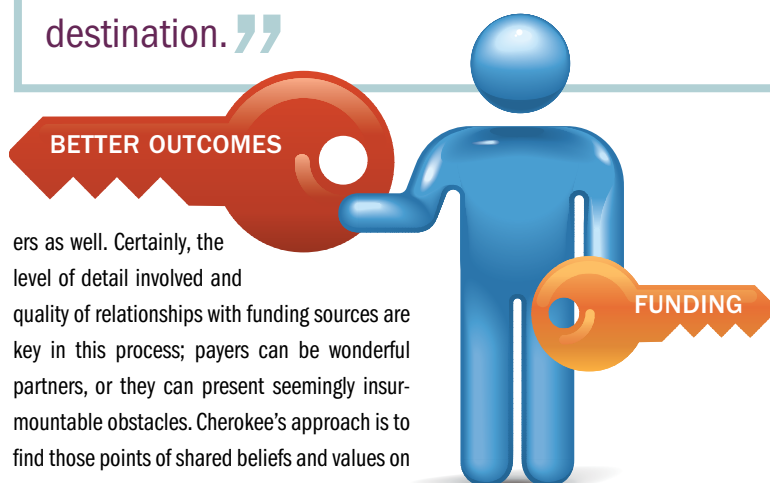 destination.”
BETTER OUTCOMES
FUNDING
ers as well. Certainly, the
level of detail involved and
quality of relationships with funding sources are
key in this process; payers can be wonderful
partners, or they can present seemingly insur-
mountable obstacles. Cherokee’s approach is to
find those points of shared beliefs and values on